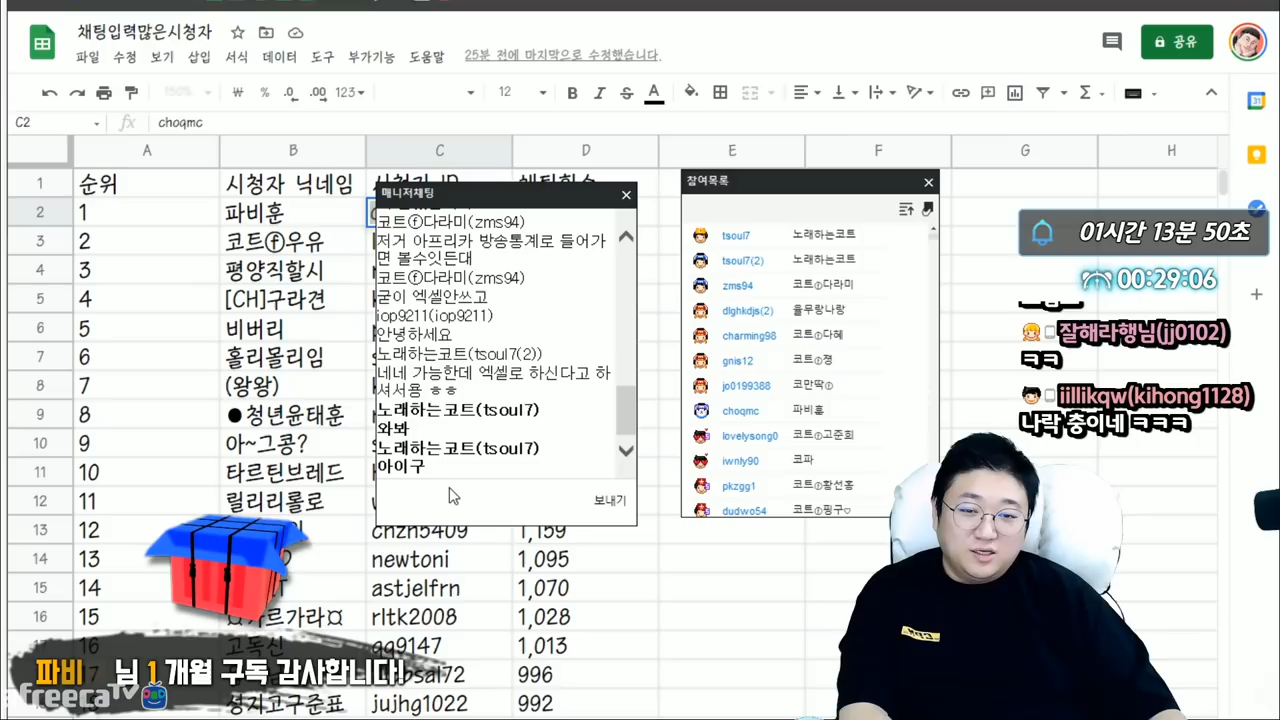 채팅입력많은시청자
파일 수정 보기 삽입 서식 데이터 도구 부가기능 도움말 25분 전에 마지막으로 수정했습니다.
공유
150% ₩ % .0 .00 123 12 B I S A
C2 fx choqmc
A B C D E F G H
1 순위 시청자 닉네임
2 1 파비훈
3 2 코트ⓕ우유
4 3 평양직할시
5 4 [CH]구라견
6 5 비버리
7 6 홀리몰리임
8 7 (왕왕)
9 8 ●청년윤태훈
10 9 아~그콩?
11 10 타르틴브레드
12 11 릴리리롤로
13 12 chzh5409 1,159
14 13 newtoni 1,095
15 14 astjelfrn 1,070
16 15 rltk2008 1,028
16 고독신 qq9147 1,013
996
성지고구준표 jujhg1022 992
매니저채팅
코트ⓕ다라미(zms94)
저거 아프리카 방송통계로 들어가
면 볼수잇든대
코트ⓕ다라미(zms94)
굳이 엑셀안쓰고
iop9211(iop9211)
안녕하세요
노래하는코트(tsoul7(2))
네네 가능한데 엑셀로 하신다고 하
셔서용 ㅎㅎ
노래하는코트(tsoul7)
와봐
노래하는코트(tsoul7)
아이구
보내기
참여목록
tsoul7 노래하는코트
tsoul7(2) 노래하는코트
zms94 코트ⓕ다라미
dlghkdjs(2) 율무랑나랑
charming98 코트ⓕ다혜
gnis12 코트ⓕ졍
jo0199388 코만딱ⓕ
choqmc 파비훈
lovelysong0 코트ⓕ고준희
iwnly90 코파
pkzgg1 코트ⓕ황선홍
dudwo54 코트ⓕ핑구♡
01시간 13분 50초
00:29:06
잘해라행님(jj0102)
ㅋㅋ
iillikqw(kihong1128)
나락 충이네 ㅋㅋㅋ
파비 님 1 개월 구독 감사합니다!
afreecaTV